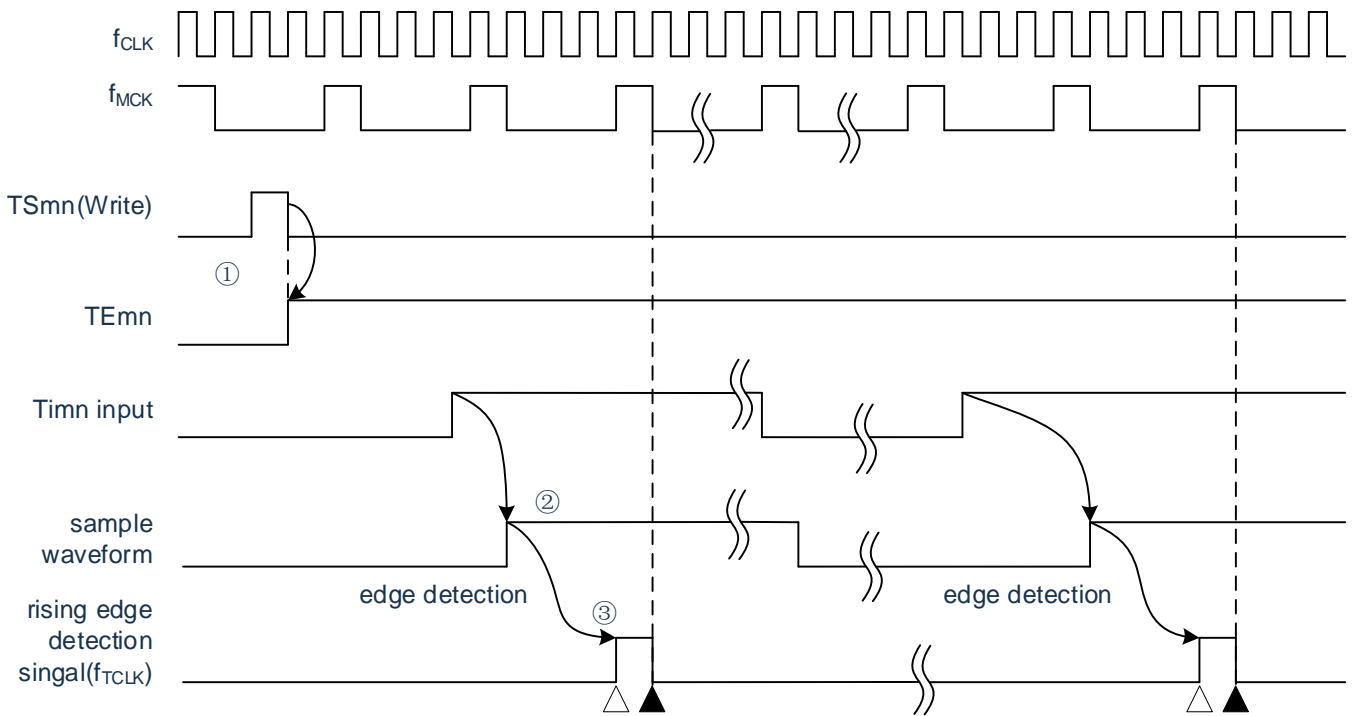 fCLK
fMCK
TSmn(Write)
①
TEmn
Timn input
②
sample
waveform
edge detection
edge detection
③
rising edge
detection
singal(fTCLK)